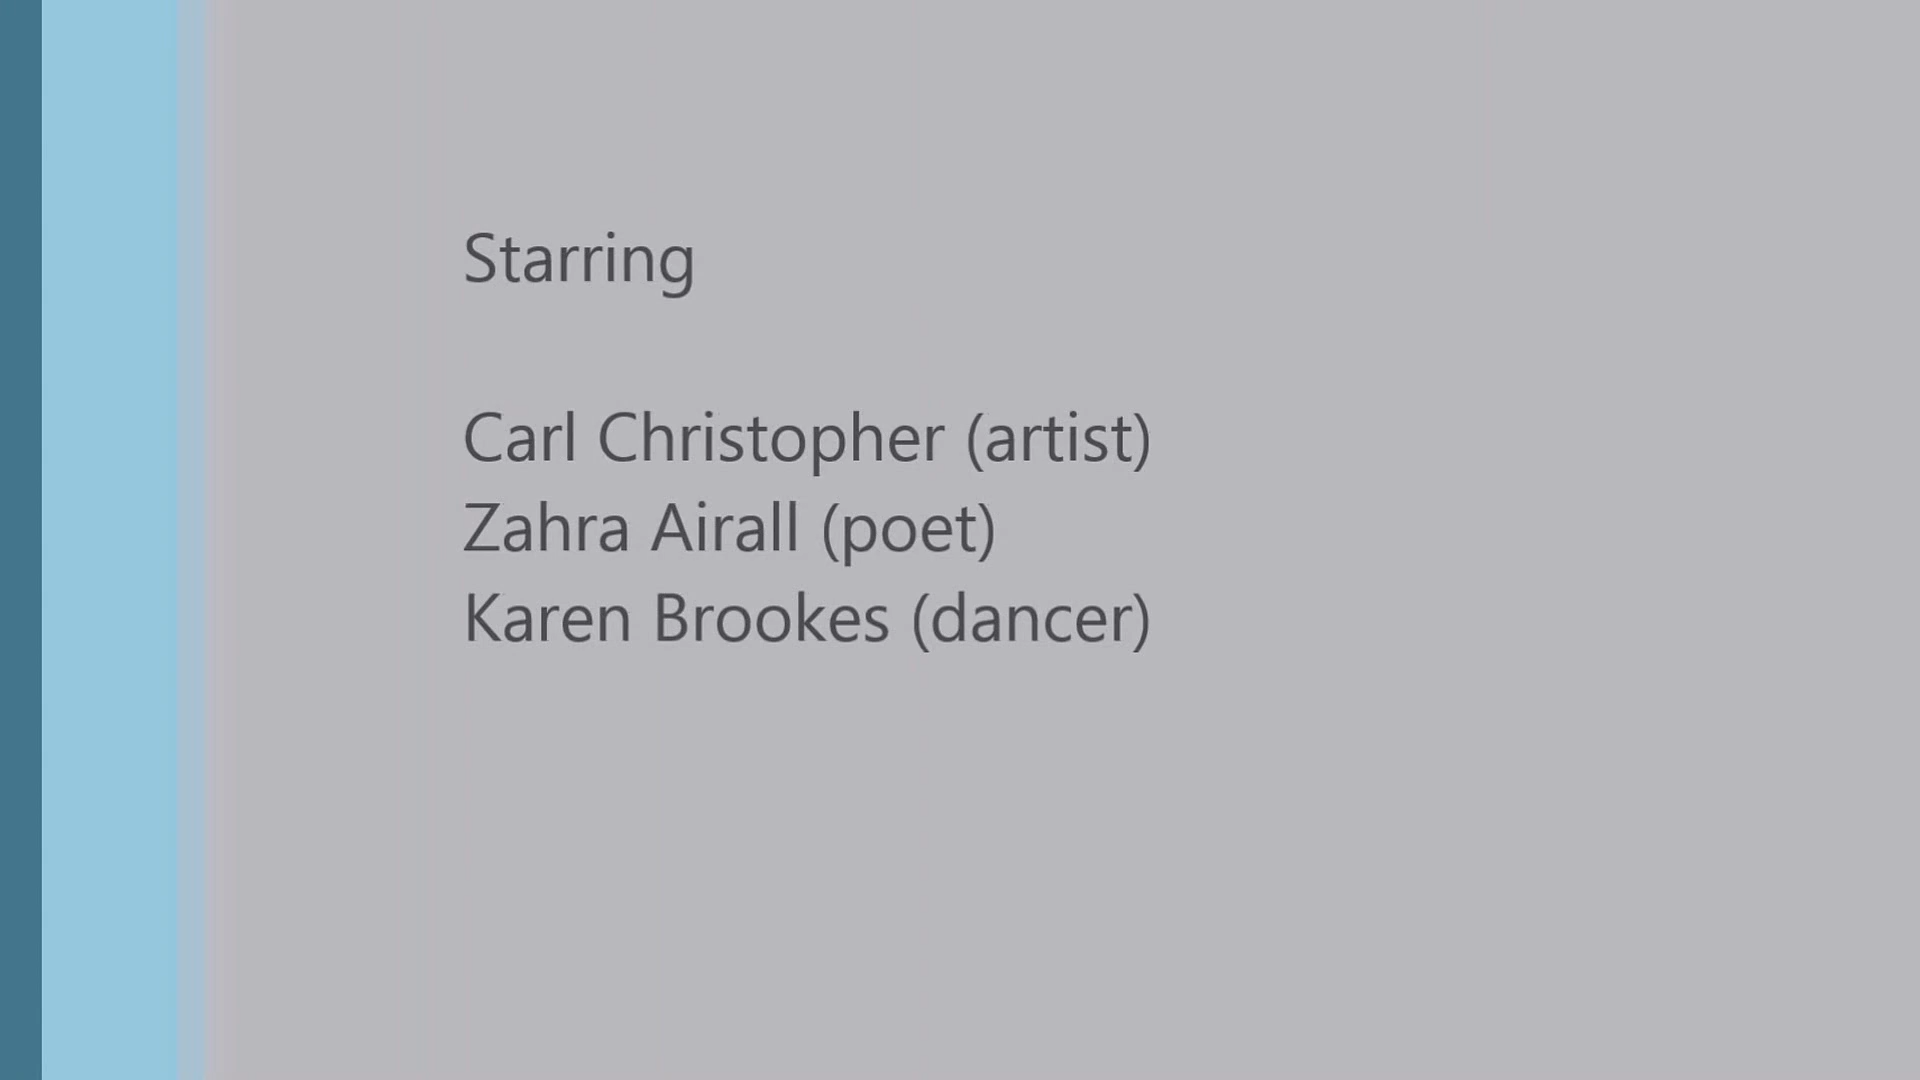 Starring
Carl Christopher (artist)
Zahra Airall (poet)
Karen Brookes (dancer)